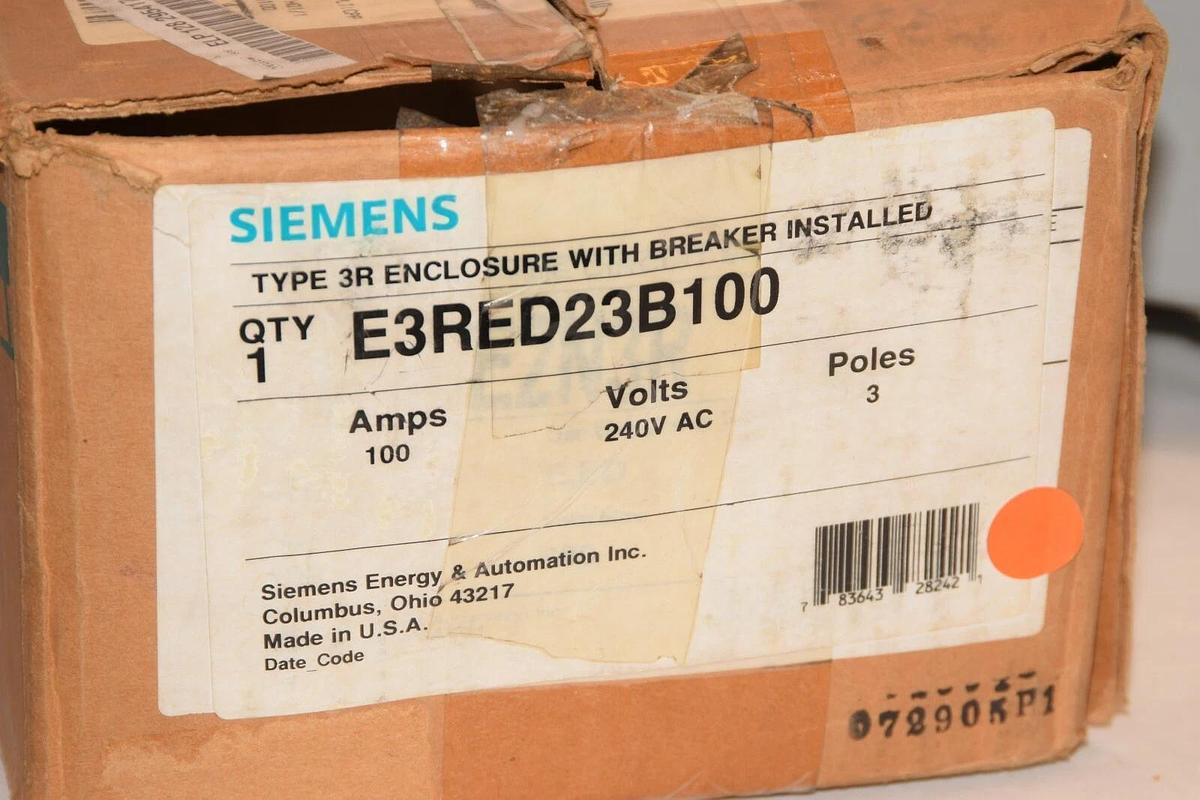 SIEMENS
TYPE 3R ENCLOSURE WITH BREAKER INSTALLED
QTY E3RED23B100
1
Amps Volts Poles
100 240V AC 3
Siemens Energy & Automation Inc.
Columbus, Ohio 43217
Made in U.S.A.
Date_Code
7 83643 28242 1